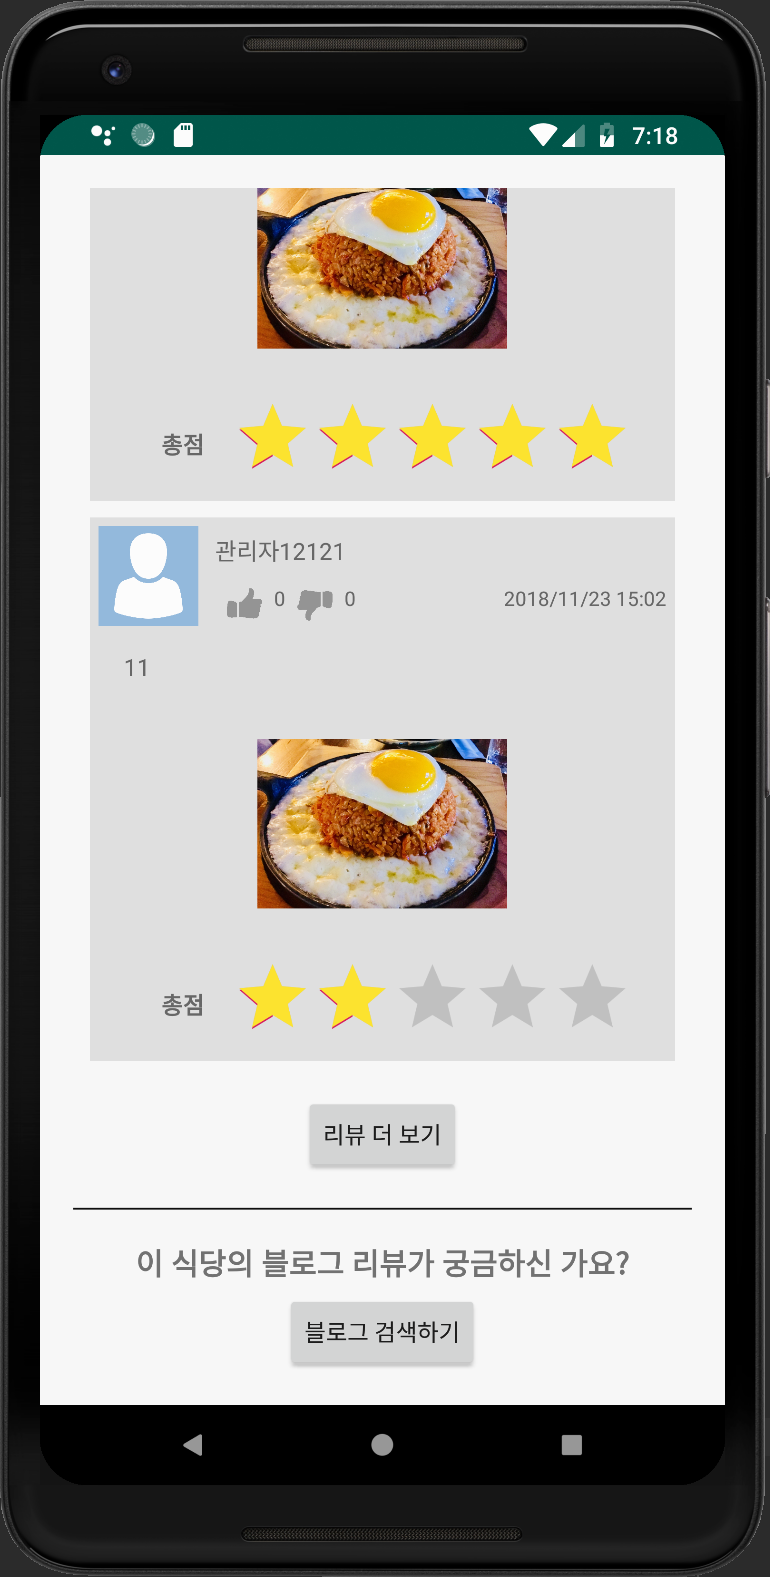 7:18
총점
관리자12121
0 0 2018/11/23 15:02
11
총점
리뷰 더 보기
이 식당의 블로그 리뷰가 궁금하신 가요?
블로그 검색하기